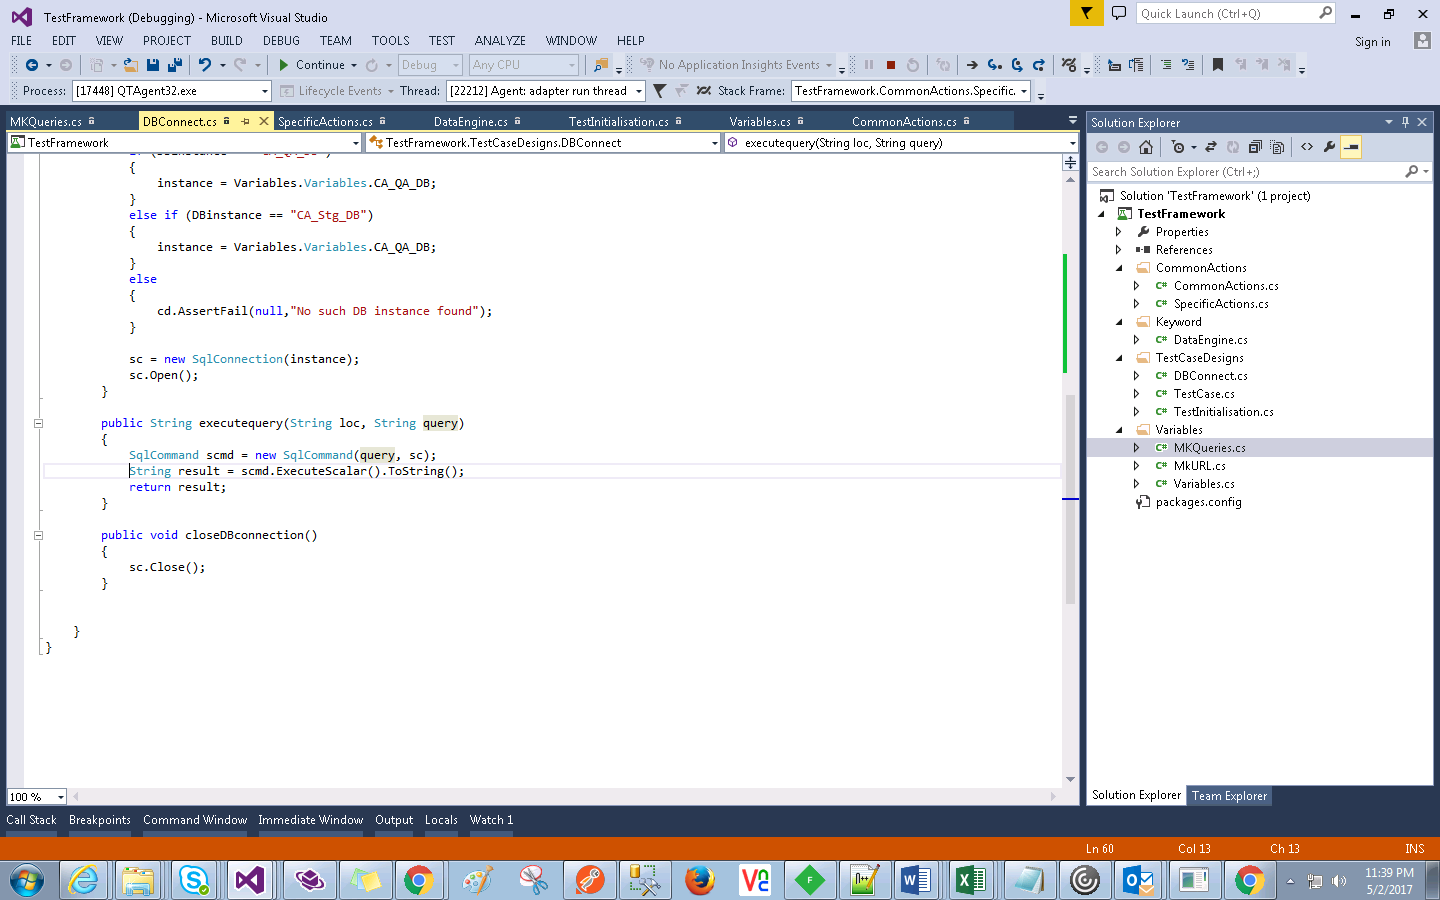 TestFramework (Debugging) - Microsoft Visual Studio
Quick Launch (Ctrl+Q)
FILE EDIT VIEW PROJECT BUILD DEBUG TEAM TOOLS TEST ANALYZE WINDOW HELP
Sign in
Continue Debug Any CPU No Application Insights Events
Process: [17448] QTAgent32.exe Lifecycle Events Thread: [22212] Agent: adapter run thread Stack Frame: TestFramework.CommonActions.Specific.
MKQueries.cs DBConnect.cs SpecificActions.cs DataEngine.cs TestInitialisation.cs Variables.cs CommonActions.cs
TestFramework TestFramework.TestCaseDesigns.DBConnect executequery(String loc, String query)
{
instance = Variables.Variables.CA_QA_DB;
}
else if (DBinstance == "CA_Stg_DB")
{
instance = Variables.Variables.CA_QA_DB;
}
else
{
cd.AssertFail(null,"No such DB instance found");
}
sc = new SqlConnection(instance);
sc.Open();
}
public String executequery(String loc, String query)
{
SqlCommand scmd = new SqlCommand(query, sc);
String result = scmd.ExecuteScalar().ToString();
return result;
}
public void closeDBconnection()
{
sc.Close();
}
}
}
100 %
Solution Explorer
Search Solution Explorer (Ctrl+;)
Solution 'TestFramework' (1 project)
TestFramework
Properties
References
CommonActions
C# CommonActions.cs
C# SpecificActions.cs
Keyword
C# DataEngine.cs
TestCaseDesigns
C# DBConnect.cs
C# TestCase.cs
C# TestInitialisation.cs
Variables
C# MKQueries.cs
C# MkURL.cs
C# Variables.cs
packages.config
Solution Explorer Team Explorer
Call Stack Breakpoints Command Window Immediate Window Output Locals Watch 1
Ln 60 Col 13 Ch 13 INS
11:39 PM
5/2/2017